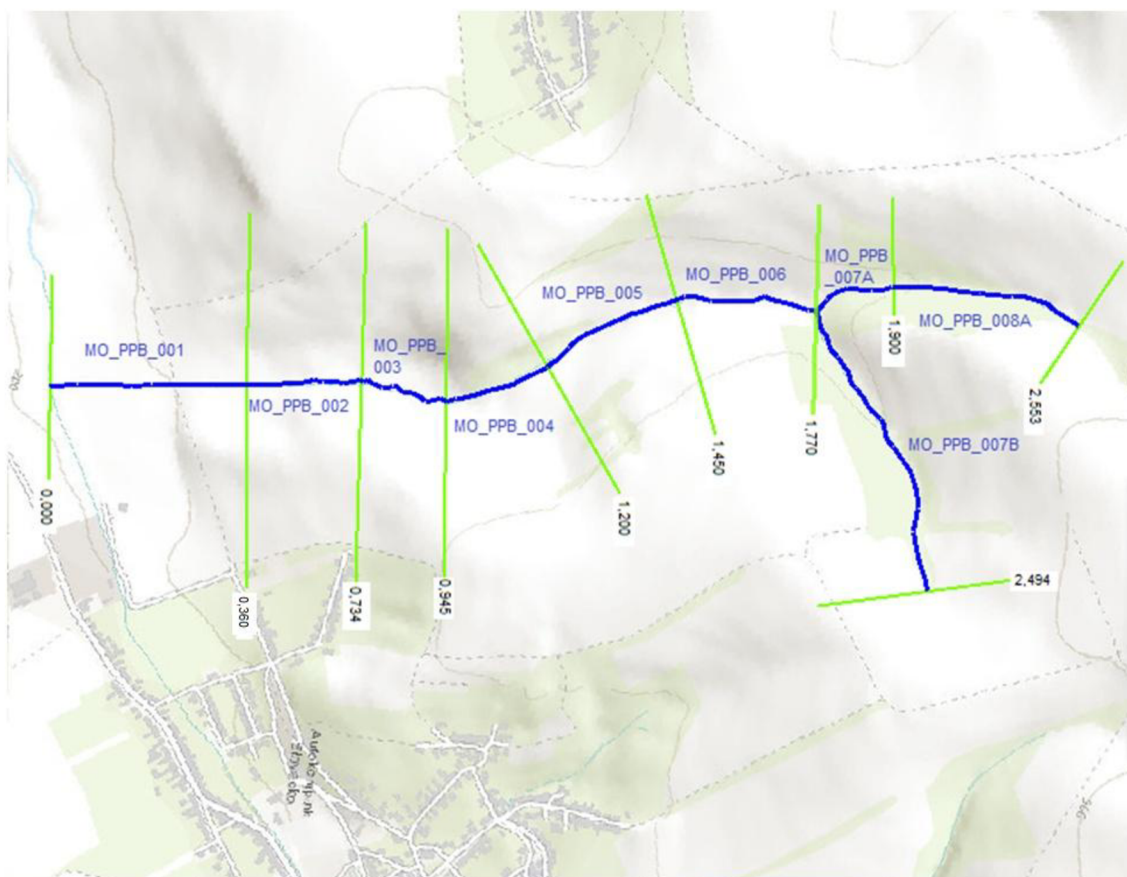 MO_PPB_001
MO_PPB_002
MO_PPB_
003
MO_PPB_004
MO_PPB_005
MO_PPB_006
MO_PPB
_007A
MO_PPB_008A
MO_PPB_007B
0,000
0,360
0,734
0,945
1,200
1,450
1,770
1,900
2,553
2,494